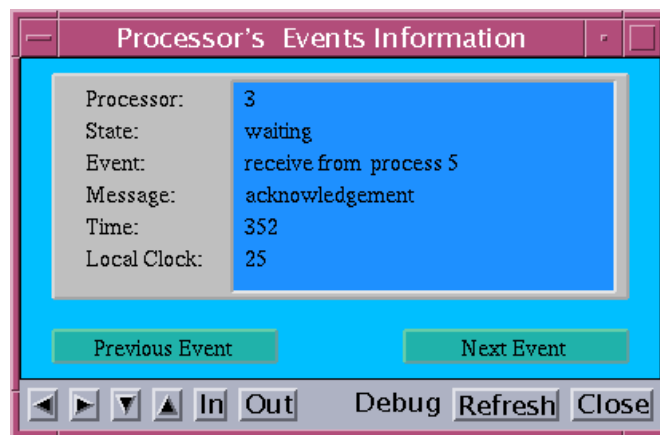 Processor's Events Information
Processor: 3
State: waiting
Event: receive from process 5
Message: acknowledgement
Time: 352
Local Clock: 25
Previous Event Next Event
In Out Debug Refresh Close